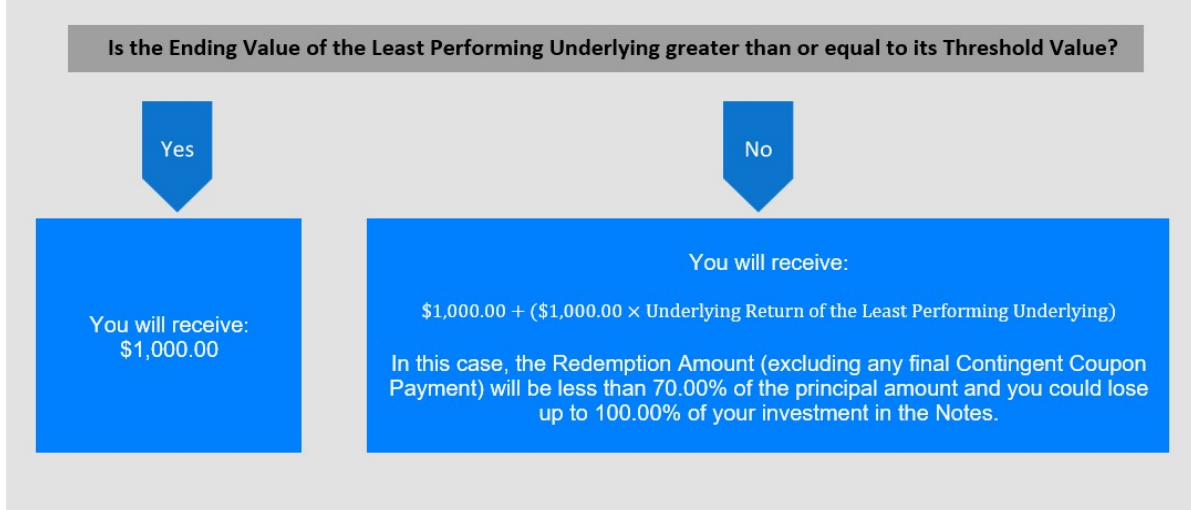 Is the Ending Value of the Least Performing Underlying greater than or equal to its Threshold Value?
Yes
No
You will receive:
$1,000.00
You will receive:
$1,000.00 + ($1,000.00 × Underlying Return of the Least Performing Underlying)
In this case, the Redemption Amount (excluding any final Contingent Coupon
Payment) will be less than 70.00% of the principal amount and you could lose
up to 100.00% of your investment in the Notes.